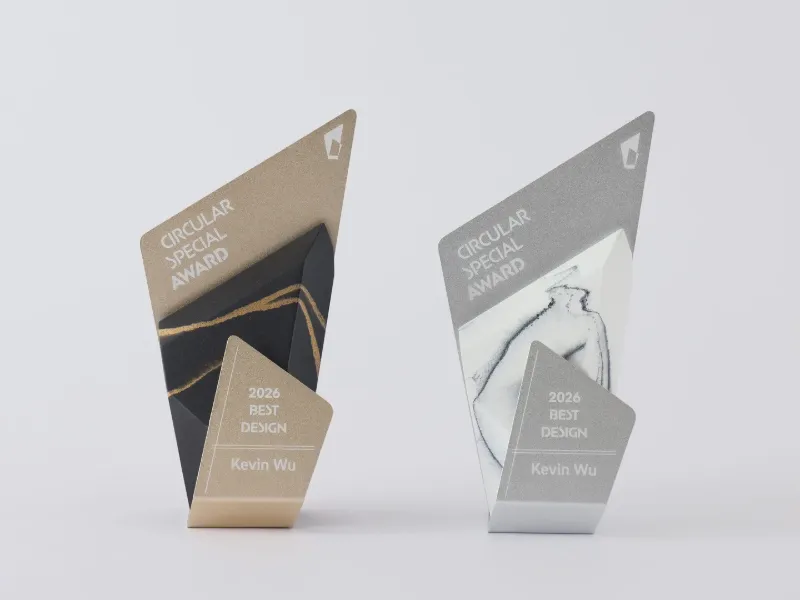 CIRCULAR
SPECIAL
AWARD
2026
BEST
DESIGN
Kevin Wu
CIRCULAR
SPECIAL
AWARD
2026
BEST
DESIGN
Kevin Wu